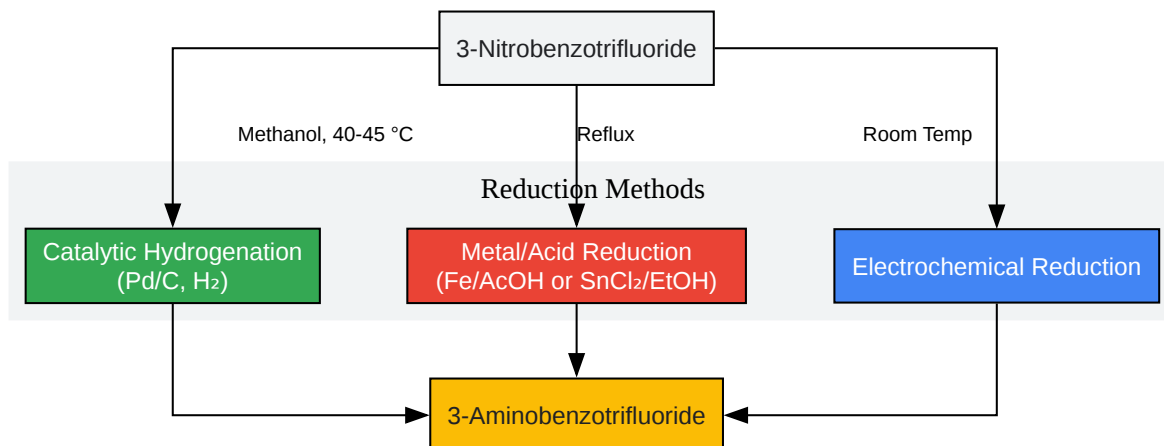 3-Nitrobenzotrifluoride
Methanol, 40-45 °C
Reflux
Room Temp
Reduction Methods
Catalytic Hydrogenation
(Pd/C, H₂)
Metal/Acid Reduction
(Fe/AcOH or SnCl₂/EtOH)
Electrochemical Reduction
3-Aminobenzotrifluoride